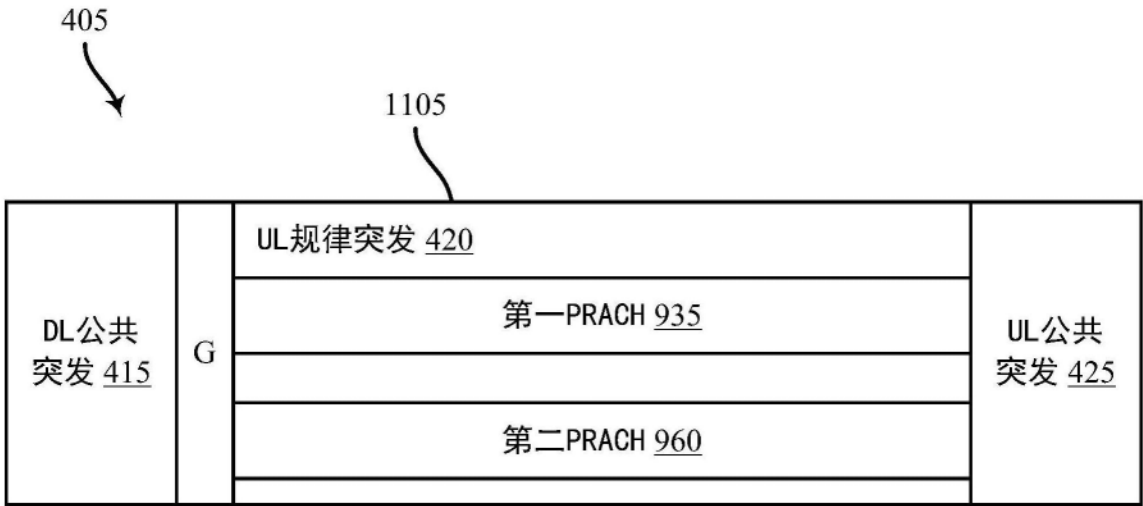 405
1105
UL规律突发 420
第一PRACH 935
DL公共
突发 415
G
UL公共
突发 425
第二PRACH 960